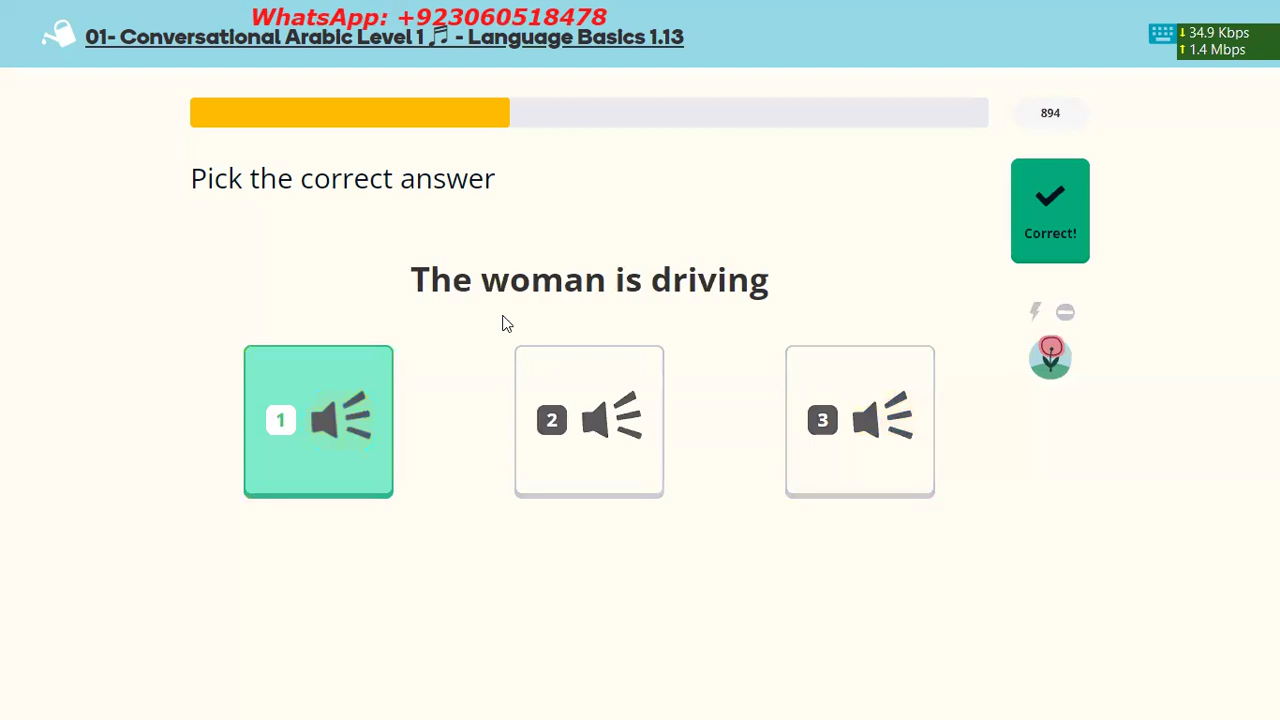 WhatsApp: +923060518478
01- Conversational Arabic Level 1 🎵 - Language Basics 1.13
34.9 Kbps
1.4 Mbps
894
Pick the correct answer
Correct!
The woman is driving
1
2
3